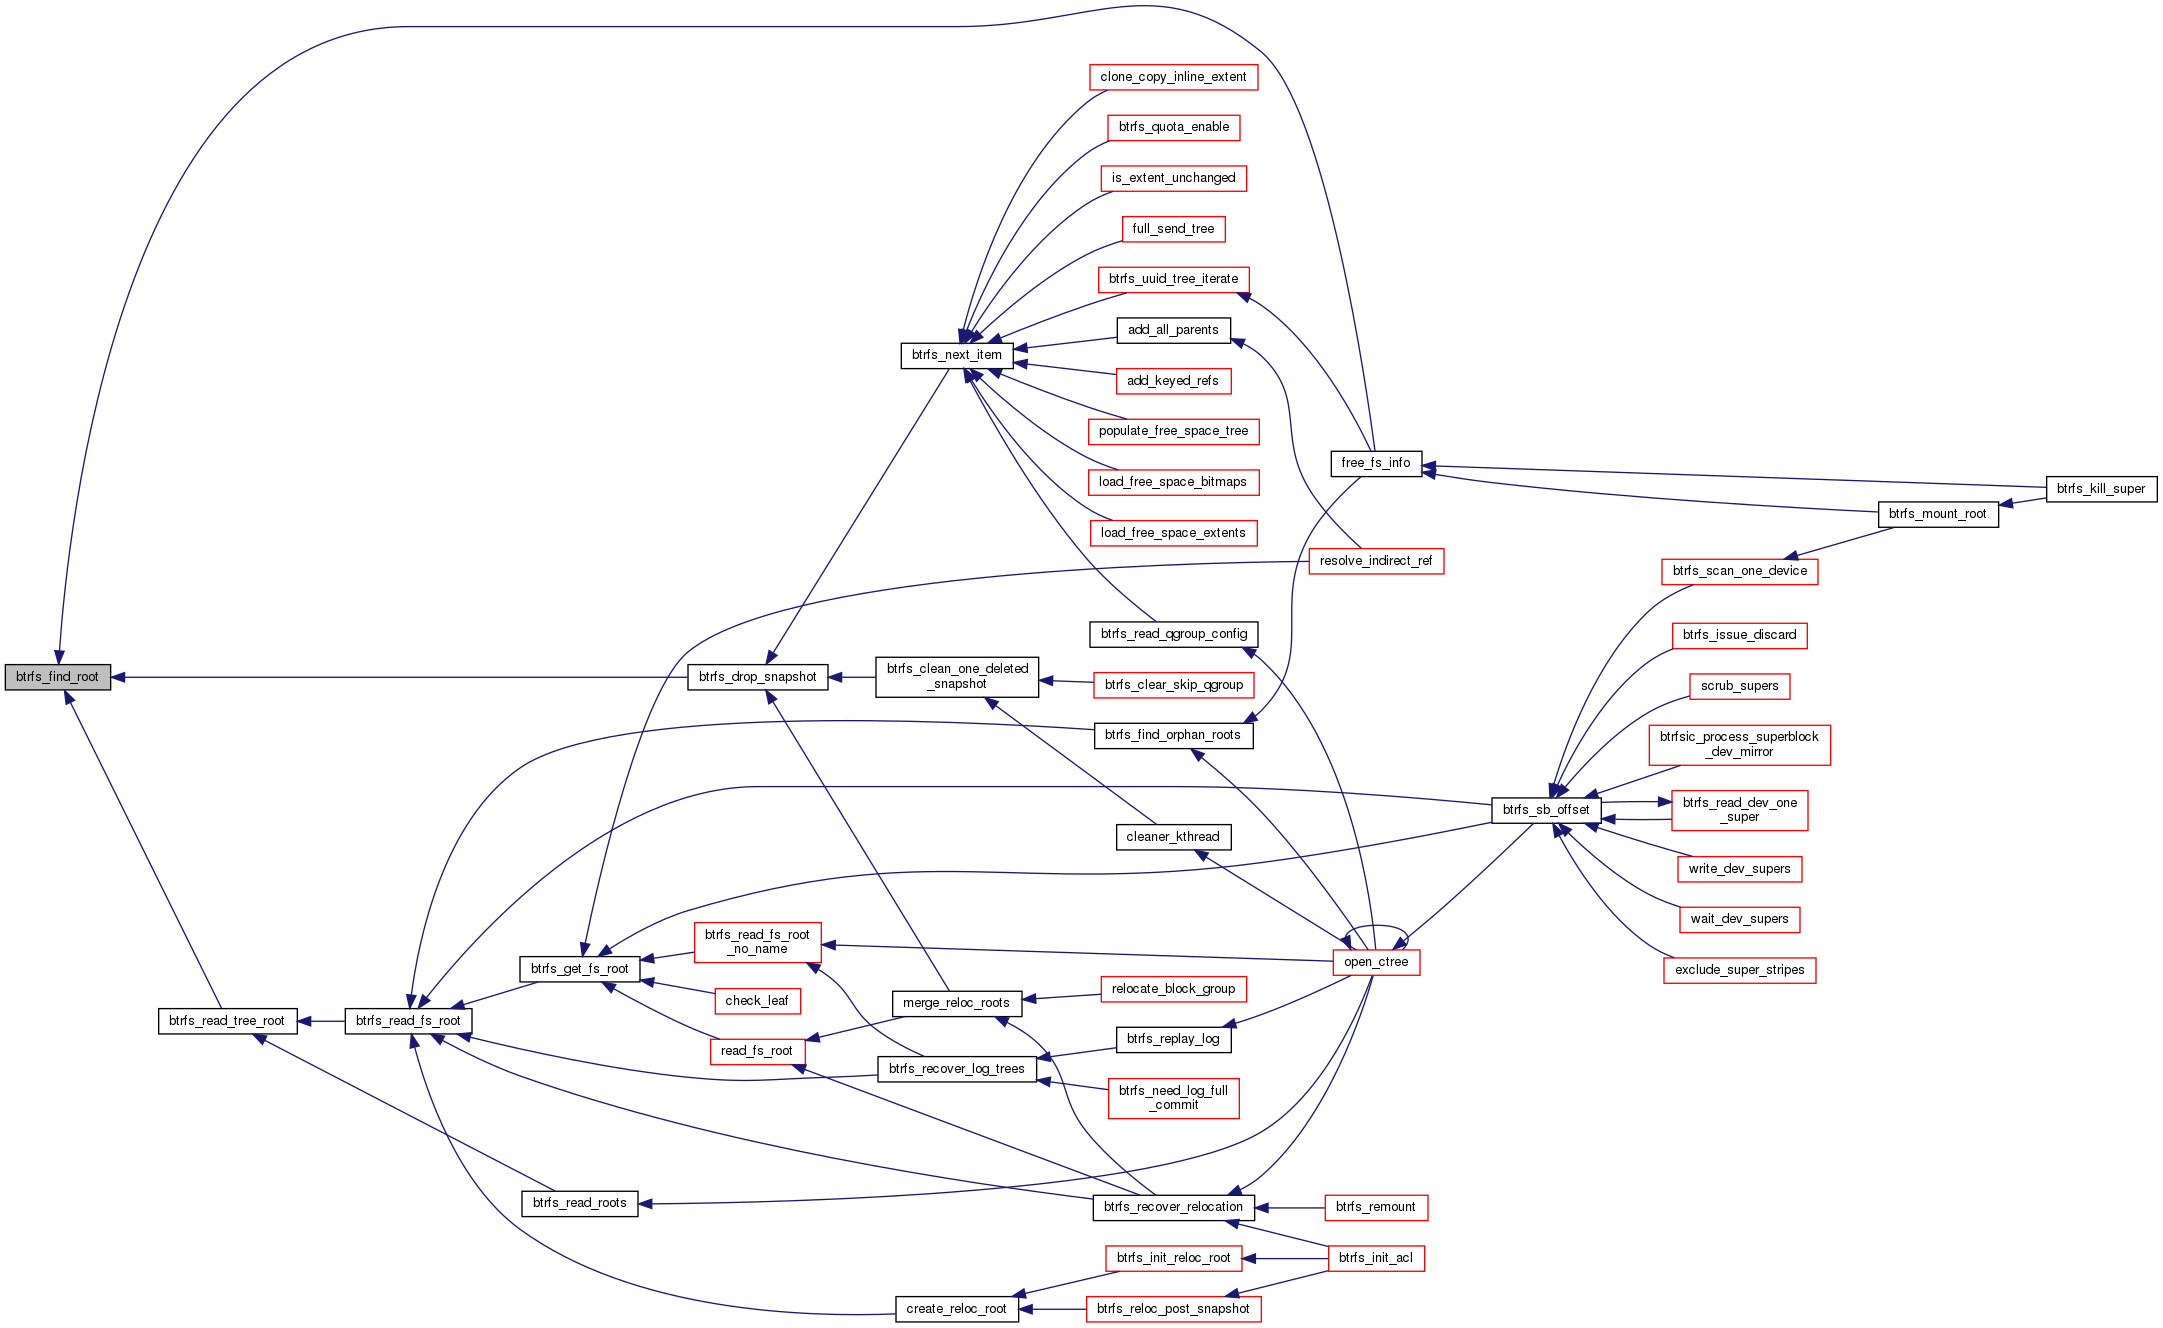 clone_copy_inline_extent
btrfs_quota_enable
is_extent_unchanged
full_send_tree
btrfs_uuid_tree_iterate
add_all_parents
btrfs_next_item
add_keyed_refs
populate_free_space_tree
free_fs_info
load_free_space_bitmaps
btrfs_kill_super
btrfs_mount_root
load_free_space_extents
resolve_indirect_ref
btrfs_scan_one_device
btrfs_read_qgroup_config
btrfs_issue_discard
btrfs_find_root
btrfs_drop_snapshot
btrfs_clean_one_deleted
_snapshot
btrfs_clear_skip_qgroup
scrub_supers
btrfs_find_orphan_roots
btrfsic_process_superblock
_dev_mirror
btrfs_sb_offset
btrfs_read_dev_one
_super
cleaner_kthread
write_dev_supers
wait_dev_supers
btrfs_read_fs_root
_no_name
btrfs_get_fs_root
open_ctree
exclude_super_stripes
relocate_block_group
check_leaf
merge_reloc_roots
btrfs_read_tree_root
btrfs_read_fs_root
btrfs_replay_log
read_fs_root
btrfs_recover_log_trees
btrfs_need_log_full
_commit
btrfs_read_roots
btrfs_recover_relocation
btrfs_remount
btrfs_init_reloc_root
btrfs_init_acl
create_reloc_root
btrfs_reloc_post_snapshot